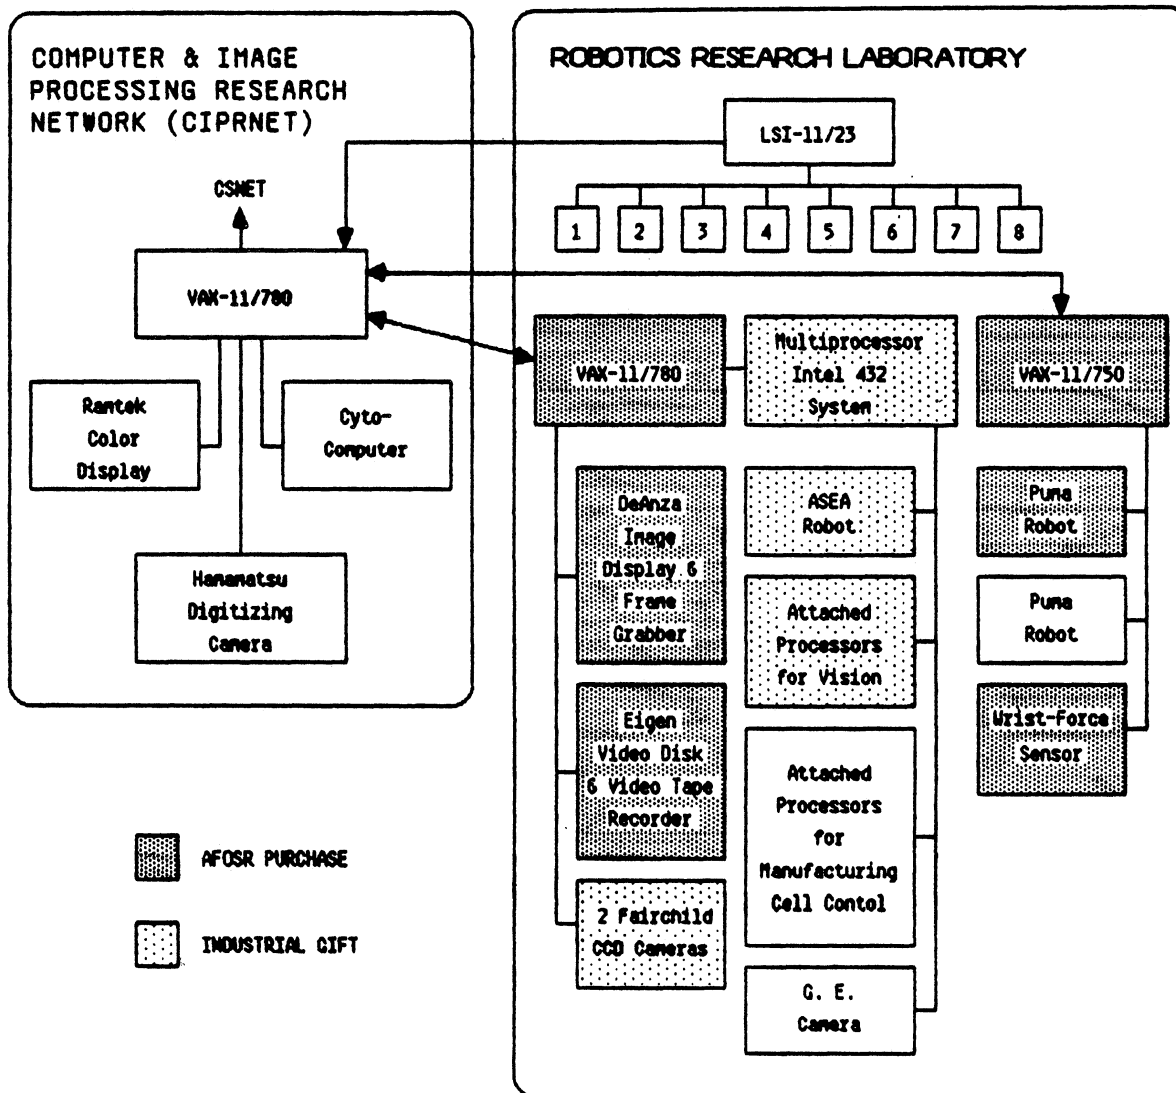 COMPUTER & IMAGE
PROCESSING RESEARCH
NETWORK (CIPRNET)
CSNET
VAX-11/780
Ramtek
Color
Display
Cyto-
Computer
Hamamatsu
Digitizing
Camera
AFOSR PURCHASE
INDUSTRIAL GIFT
ROBOTICS RESEARCH LABORATORY
LSI-11/23
1 2 3 4 5 6 7 8
VAX-11/780
Multiprocessor
Intel 432
System
VAX-11/750
DeAnza
Image
Display &
Frame
Grabber
Eigen
Video Disk
& Video Tape
Recorder
2 Fairchild
CCD Cameras
ASEA
Robot
Attached
Processors
for Vision
Attached
Processors
for
Manufacturing
Cell Contol
G. E.
Camera
Puma
Robot
Puma
Robot
Wrist-Force
Sensor